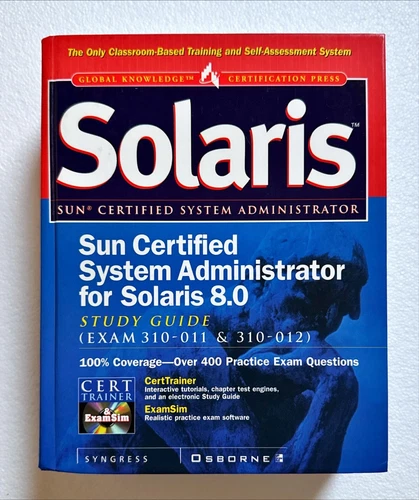 The Only Classroom-Based Training and Self-Assessment System
GLOBAL KNOWLEDGE™ CERTIFICATION PRESS
Solaris™
SUN® CERTIFIED SYSTEM ADMINISTRATOR
Sun Certified
System Administrator
for Solaris 8.0
STUDY GUIDE
(EXAM 310-011 & 310-012)
100% Coverage—Over 400 Practice Exam Questions
CERT
TRAINER
& ExamSim
CertTrainer
Interactive tutorials, chapter test engines,
and an electronic Study Guide
ExamSim
Realistic practice exam software
SYNGRESS OSBORNE